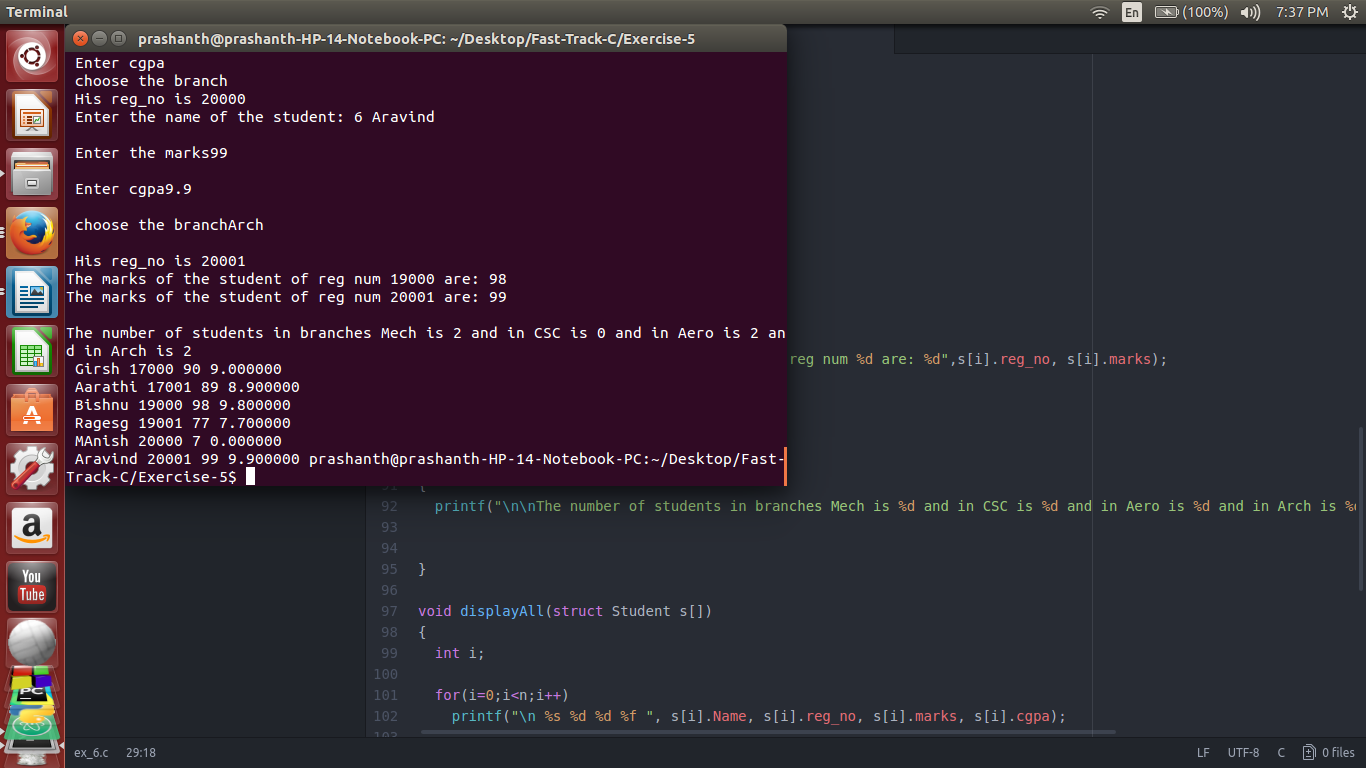 Terminal
En
(100%)
7:37 PM
prashanth@prashanth-HP-14-Notebook-PC: ~/Desktop/Fast-Track-C/Exercise-5
Enter cgpa
choose the branch
His reg_no is 20000
Enter the name of the student: 6 Aravind
Enter the marks99
Enter cgpa9.9
choose the branchArch
His reg_no is 20001
The marks of the student of reg num 19000 are: 98
The marks of the student of reg num 20001 are: 99
The number of students in branches Mech is 2 and in CSC is 0 and in Aero is 2 an
d in Arch is 2
Girsh 17000 90 9.000000
Aarathi 17001 89 8.900000
Bishnu 19000 98 9.800000
Ragesg 19001 77 7.700000
MAnish 20000 7 0.000000
Aravind 20001 99 9.900000 prashanth@prashanth-HP-14-Notebook-PC:~/Desktop/Fast-
Track-C/Exercise-5$
reg num %d are: %d",s[i].reg_no, s[i].marks);
91 {
92 printf("\n\nThe number of students in branches Mech is %d and in CSC is %d and in Aero is %d and in Arch is %
93
94
95 }
96
97 void displayAll(struct Student s[])
98 {
99 int i;
100
101 for(i=0;i<n;i++)
102 printf("\n %s %d %d %f ", s[i].Name, s[i].reg_no, s[i].marks, s[i].cgpa);
103
a
You
Tube
PC
ex_6.c 29:18
LF UTF-8 C 0 files